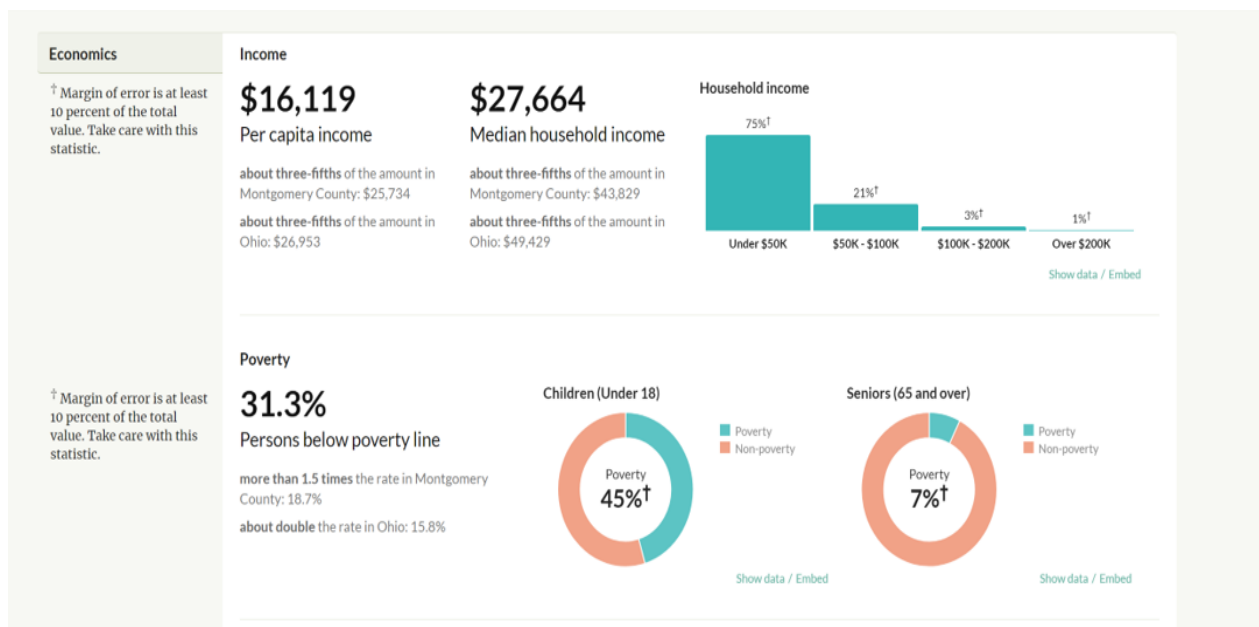 Economics
† Margin of error is at least
10 percent of the total
value. Take care with this
statistic.
Income
$16,119
Per capita income
about three-fifths of the amount in
Montgomery County: $25,734
about three-fifths of the amount in
Ohio: $26,953
$27,664
Median household income
about three-fifths of the amount in
Montgomery County: $43,829
about three-fifths of the amount in
Ohio: $49,429
Household income
75%†
21%†
3%†
1%†
Under $50K
$50K - $100K
$100K - $200K
Over $200K
Show data / Embed
† Margin of error is at least
10 percent of the total
value. Take care with this
statistic.
Poverty
31.3%
Persons below poverty line
more than 1.5 times the rate in Montgomery
County: 18.7%
about double the rate in Ohio: 15.8%
Children (Under 18)
Poverty
Non-poverty
Poverty
45%†
Show data / Embed
Seniors (65 and over)
Poverty
Non-poverty
Poverty
7%†
Show data / Embed